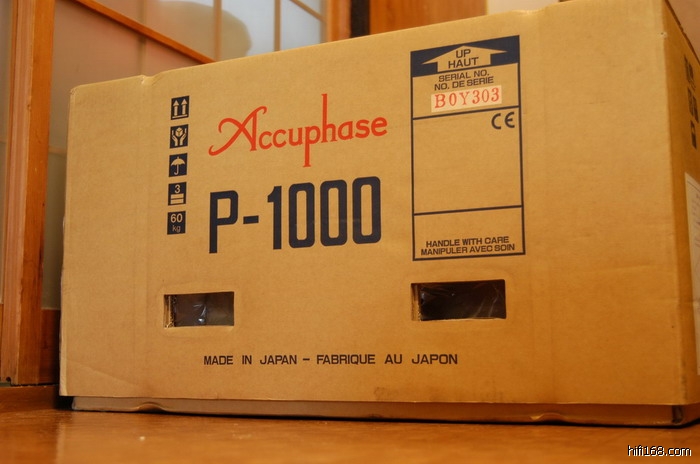 UP
HAUT
SERIAL NO.
NO. DE SERIE
B0Y303
CE
Accuphase
P-1000
3
60
kg
HANDLE WITH CARE
MANIPULER AVEC SOIN
MADE IN JAPAN – FABRIQUE AU JAPON
hifi168.com